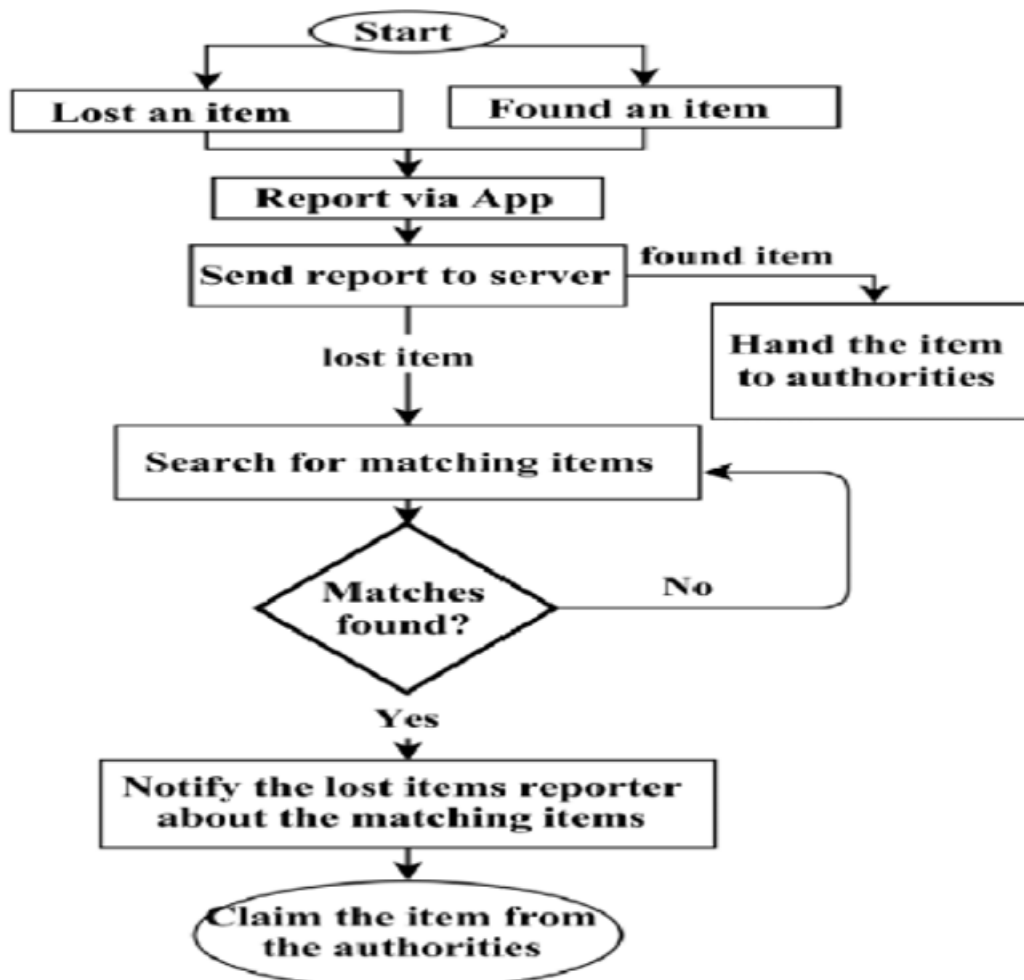 Start
Lost an item
Found an item
Report via App
Send report to server
found item
Hand the item
to authorities
lost item
Search for matching items
Matches
found?
No
Yes
Notify the lost items reporter
about the matching items
Claim the item from
the authorities